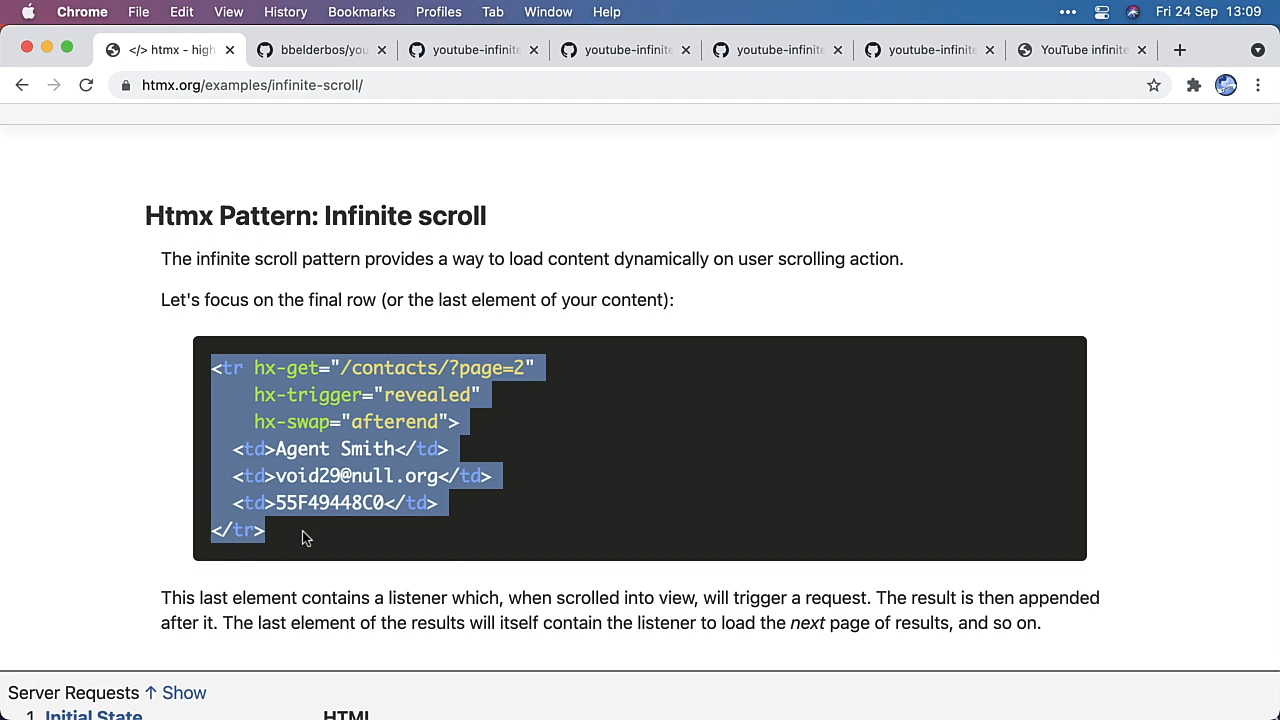 Chrome File Edit View History Bookmarks Profiles Tab Window Help ••• Fri 24 Sep 13:09
</> htmx - high bbelderbos/you youtube-infinite youtube-infinite youtube-infinite youtube-infinite YouTube infinite
htmx.org/examples/infinite-scroll/
Htmx Pattern: Infinite scroll
The infinite scroll pattern provides a way to load content dynamically on user scrolling action.
Let's focus on the final row (or the last element of your content):
<tr hx-get="/contacts/?page=2"
hx-trigger="revealed"
hx-swap="afterend">
<td>Agent Smith</td>
<td>void29@null.org</td>
<td>55F49448C0</td>
</tr>
This last element contains a listener which, when scrolled into view, will trigger a request. The result is then appended
after it. The last element of the results will itself contain the listener to load the next page of results, and so on.
Server Requests ↑ Show
1. Initial State HTML